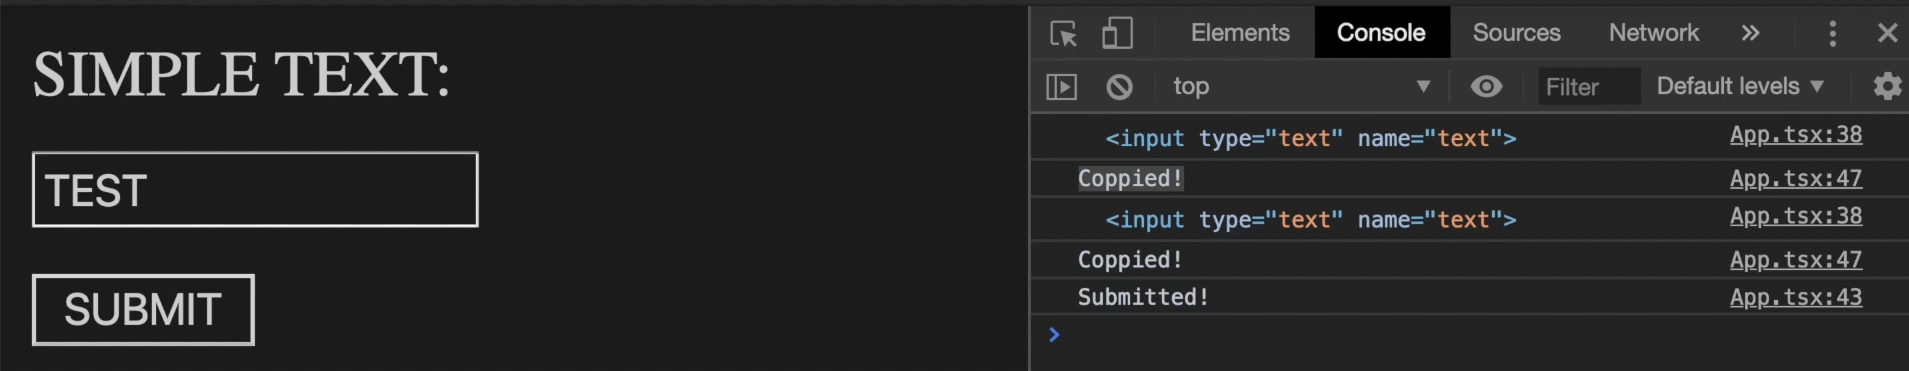 SIMPLE TEXT:
TEST
SUBMIT
Elements Console Sources Network »
top Filter Default levels
<input type="text" name="text"> App.tsx:38
Coppied! App.tsx:47
<input type="text" name="text"> App.tsx:38
Coppied! App.tsx:47
Submitted! App.tsx:43